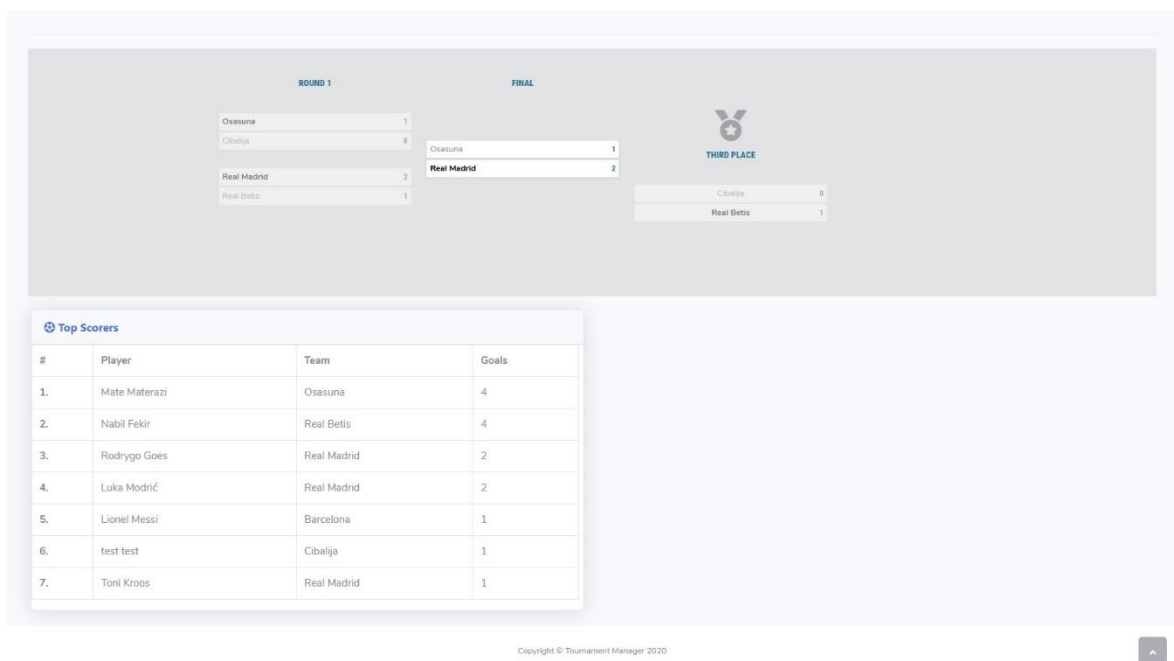 ROUND 1
FINAL
Osasuna 1
Cibalija 0
Real Madrid 2
Real Betis 1
Osasuna 1
Real Madrid 2
THIRD PLACE
Cibalija 0
Real Betis 1
Top Scorers
# Player Team Goals
1. Mate Materazi Osasuna 4
2. Nabil Fekir Real Betis 4
3. Rodrygo Goes Real Madrid 2
4. Luka Modrić Real Madrid 2
5. Lionel Messi Barcelona 1
6. test test Cibalija 1
7. Toni Kroos Real Madrid 1
Copyright © Tournament Manager 2020